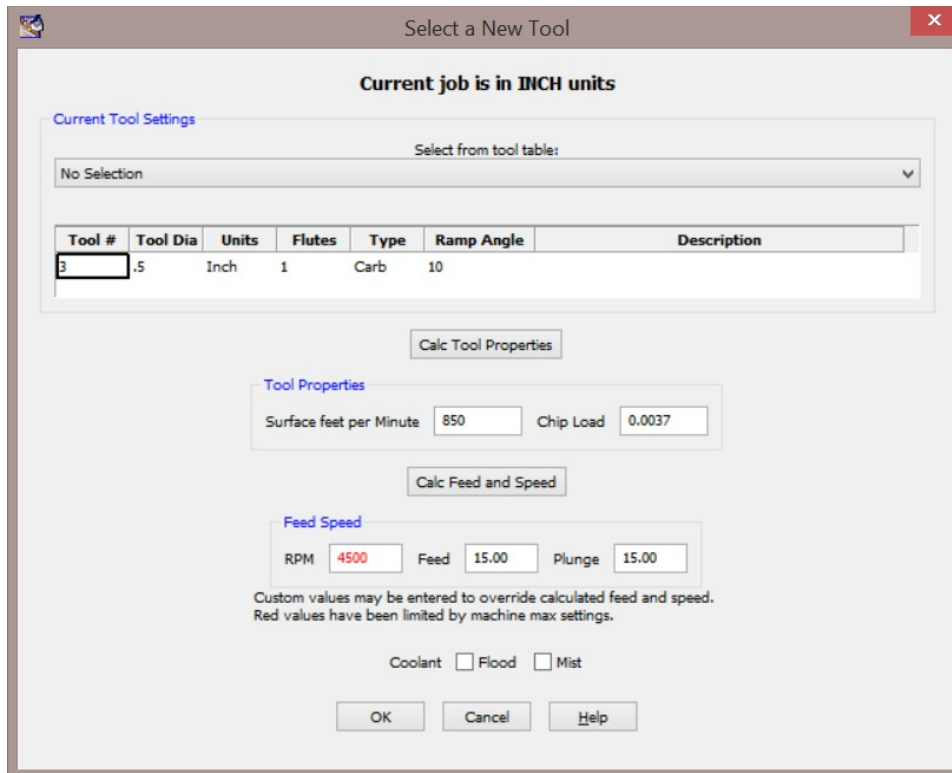 Select a New Tool
Current job is in INCH units
Current Tool Settings
Select from tool table:
No Selection
Tool # Tool Dia Units Flutes Type Ramp Angle Description
3 .5 Inch 1 Carb 10
Calc Tool Properties
Tool Properties
Surface feet per Minute 850 Chip Load 0.0037
Calc Feed and Speed
Feed Speed
RPM 4500 Feed 15.00 Plunge 15.00
Custom values may be entered to override calculated feed and speed.
Red values have been limited by machine max settings.
Coolant Flood Mist
OK Cancel Help